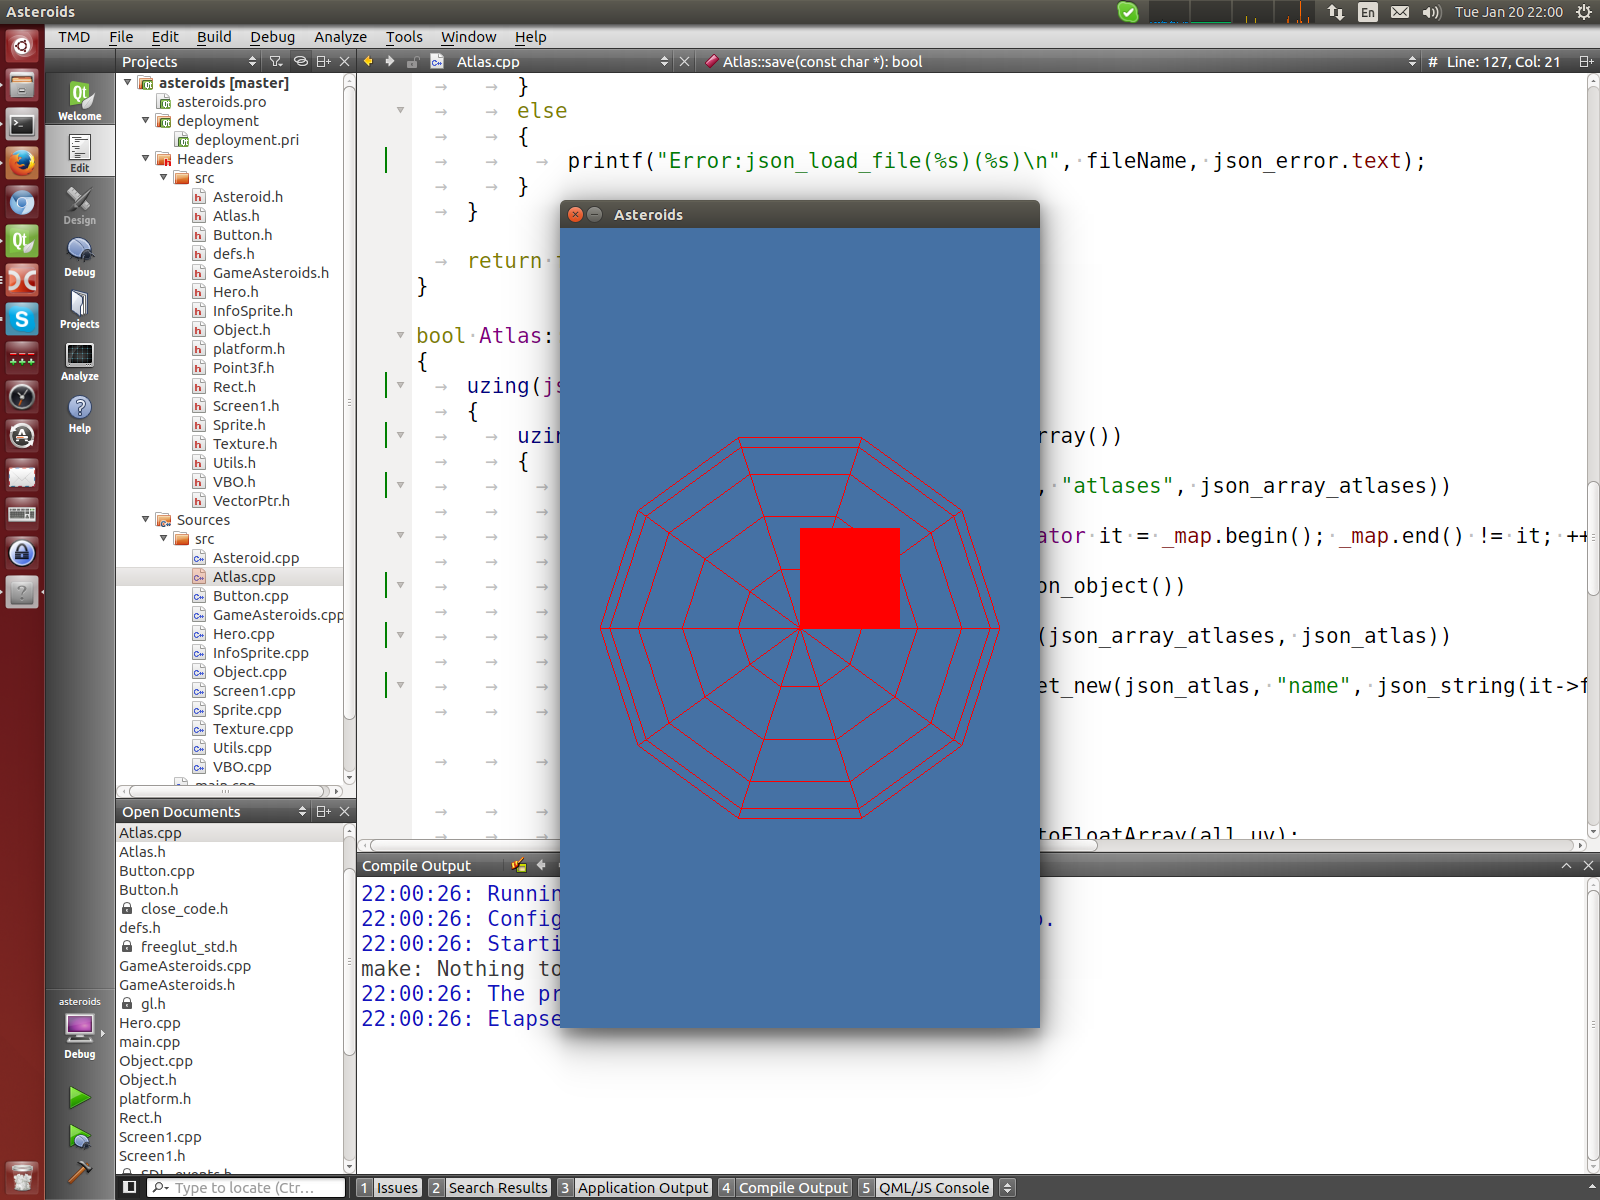 Asteroids
En
Tue Jan 20 22:00
TMD File Edit Build Debug Analyze Tools Window Help
Projects
Atlas.cpp
Atlas::save(const char *): bool
# Line: 127, Col: 21
Welcome
Edit
Design
Debug
Projects
Analyze
Help
asteroids
Debug
asteroids [master]
asteroids.pro
deployment
deployment.pri
Headers
src
Asteroid.h
Atlas.h
Button.h
defs.h
GameAsteroids.h
Hero.h
InfoSprite.h
Object.h
platform.h
Point3f.h
Rect.h
Screen1.h
Sprite.h
Texture.h
Utils.h
VBO.h
VectorPtr.h
Sources
src
Asteroid.cpp
Atlas.cpp
Button.cpp
GameAsteroids.cpp
Hero.cpp
InfoSprite.cpp
Object.cpp
Screen1.cpp
Sprite.cpp
Texture.cpp
Utils.cpp
VBO.cpp
main.cpp
Open Documents
Atlas.cpp
Atlas.h
Button.cpp
Button.h
close_code.h
defs.h
freeglut_std.h
GameAsteroids.cpp
GameAsteroids.h
gl.h
Hero.cpp
main.cpp
Object.cpp
Object.h
platform.h
Rect.h
Screen1.cpp
Screen1.h
SDL_events.h
}
else
{
printf("Error:json_load_file(%s)(%s)\n", fileName, json_error.text);
}
}
return
}
bool Atlas:
{
uzing(js
{
uzin rray())
{
, "atlases", json_array_atlases))
ator it = _map.begin(); _map.end() != it; ++
on_object())
(json_array_atlases, json_atlas))
et_new(json_atlas, "name", json_string(it->f
toFloatArray(all_uv);
Asteroids
Compile Output
22:00:26: Runnin
22:00:26: Config
22:00:26: Starti
make: Nothing to
22:00:26: The pr
22:00:26: Elapse
Type to locate (Ctr...
1 Issues 2 Search Results 3 Application Output 4 Compile Output 5 QML/JS Console